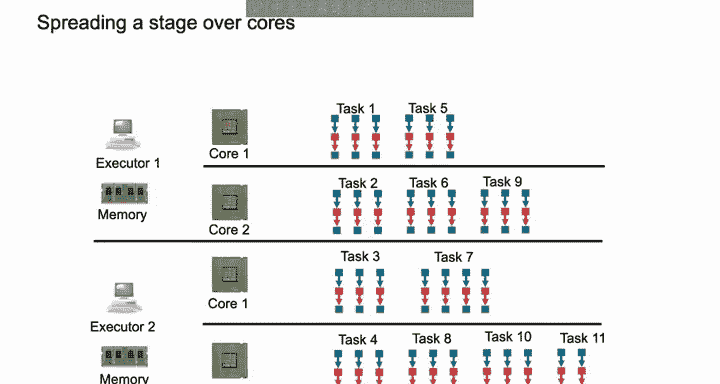 Spreading a stage over cores
Task 1 Task 5
Executor 1
Core 1
Task 2 Task 6 Task 9
Memory
Core 2
Task 3 Task 7
Core 1
Executor 2
Task 4 Task 8 Task 10 Task 11
Memory